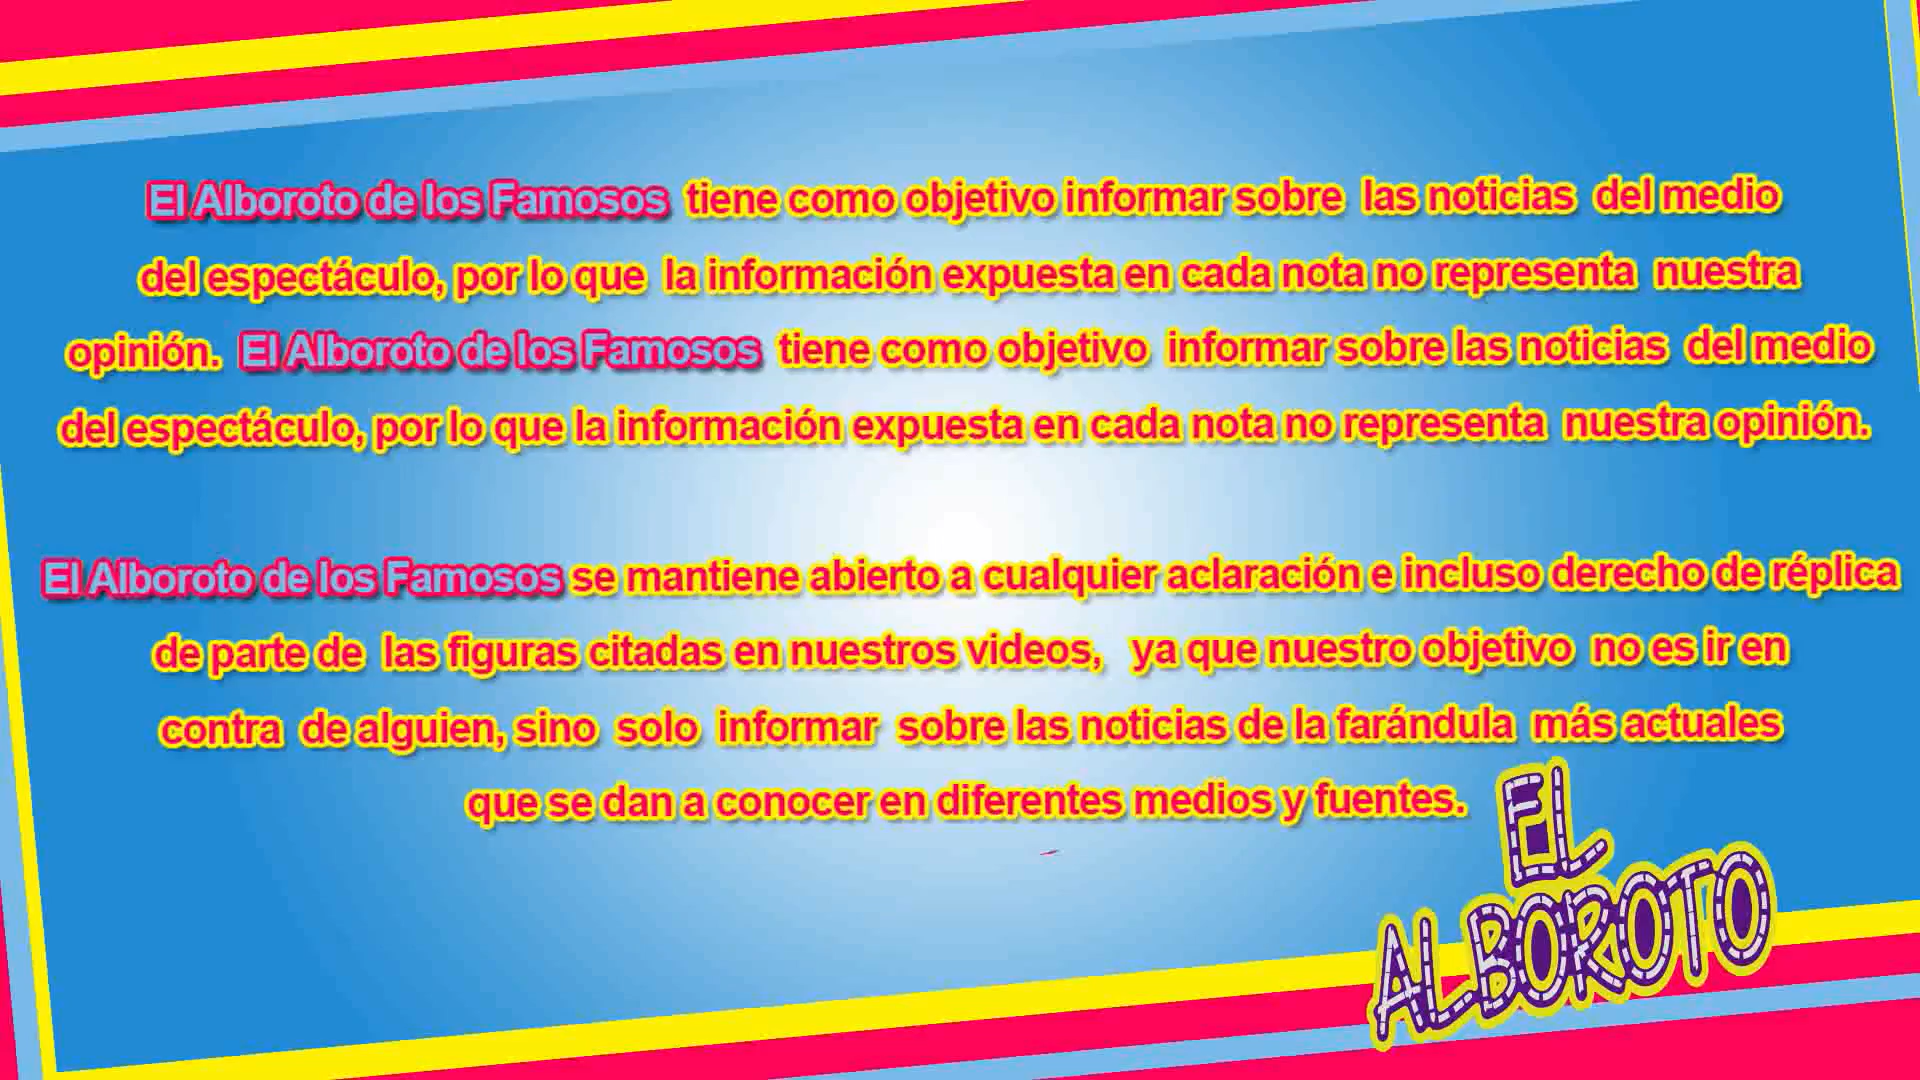 El Alboroto de los Famosos tiene como objetivo informar sobre las noticias del medio
del espectáculo, por lo que la información expuesta en cada nota no representa nuestra
opinión. El Alboroto de los Famosos tiene como objetivo informar sobre las noticias del medio
del espectáculo, por lo que la información expuesta en cada nota no representa nuestra opinión.
El Alboroto de los Famosos se mantiene abierto a cualquier aclaración e incluso derecho de réplica
de parte de las figuras citadas en nuestros videos, ya que nuestro objetivo no es ir en
contra de alguien, sino solo informar sobre las noticias de la farándula más actuales
que se dan a conocer en diferentes medios y fuentes.
EL
ALBOROTO